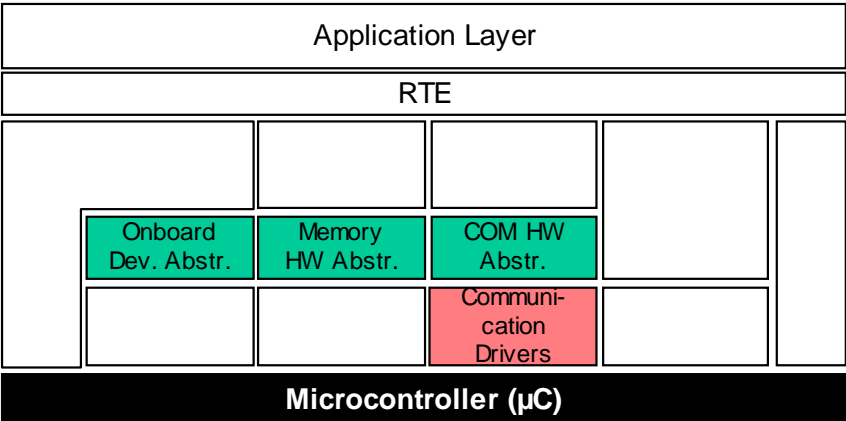 Application Layer
RTE
Onboard
Dev. Abstr.
Memory
HW Abstr.
COM HW
Abstr.
Communi-
cation
Drivers
Microcontroller (µC)